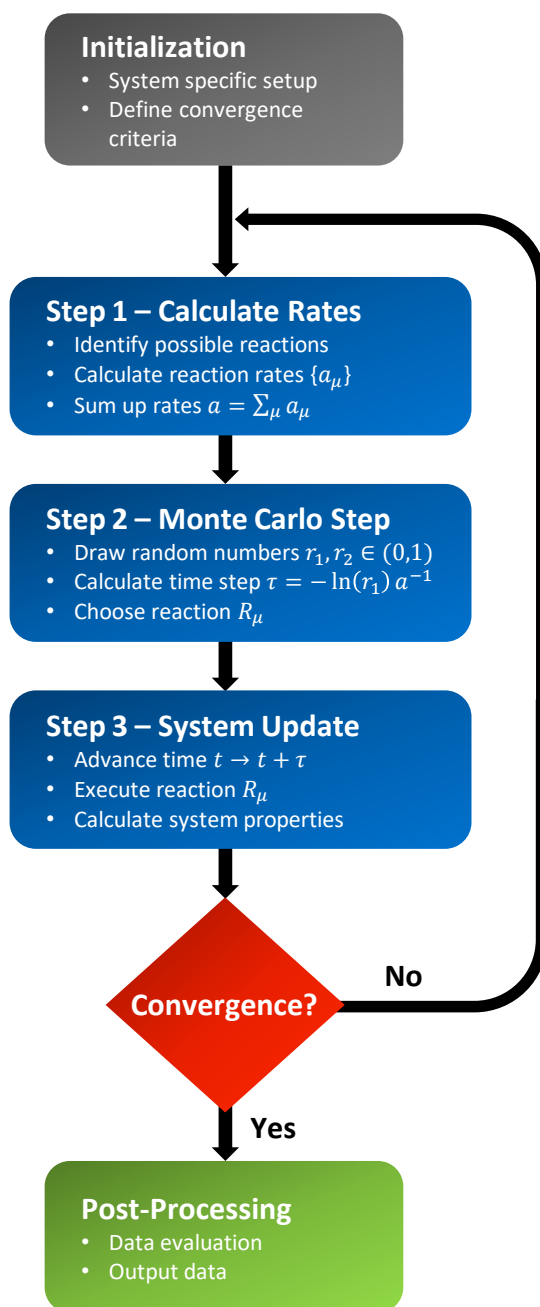 Initialization
• System specific setup
• Define convergence
criteria
Step 1 – Calculate Rates
• Identify possible reactions
• Calculate reaction rates {a_μ}
• Sum up rates a = ∑_μ a_μ
Step 2 – Monte Carlo Step
• Draw random numbers r₁, r₂ ∈ (0,1)
• Calculate time step τ = − ln(r₁) a⁻¹
• Choose reaction R_μ
Step 3 – System Update
• Advance time t → t + τ
• Execute reaction R_μ
• Calculate system properties
Convergence?
No
Yes
Post-Processing
• Data evaluation
• Output data